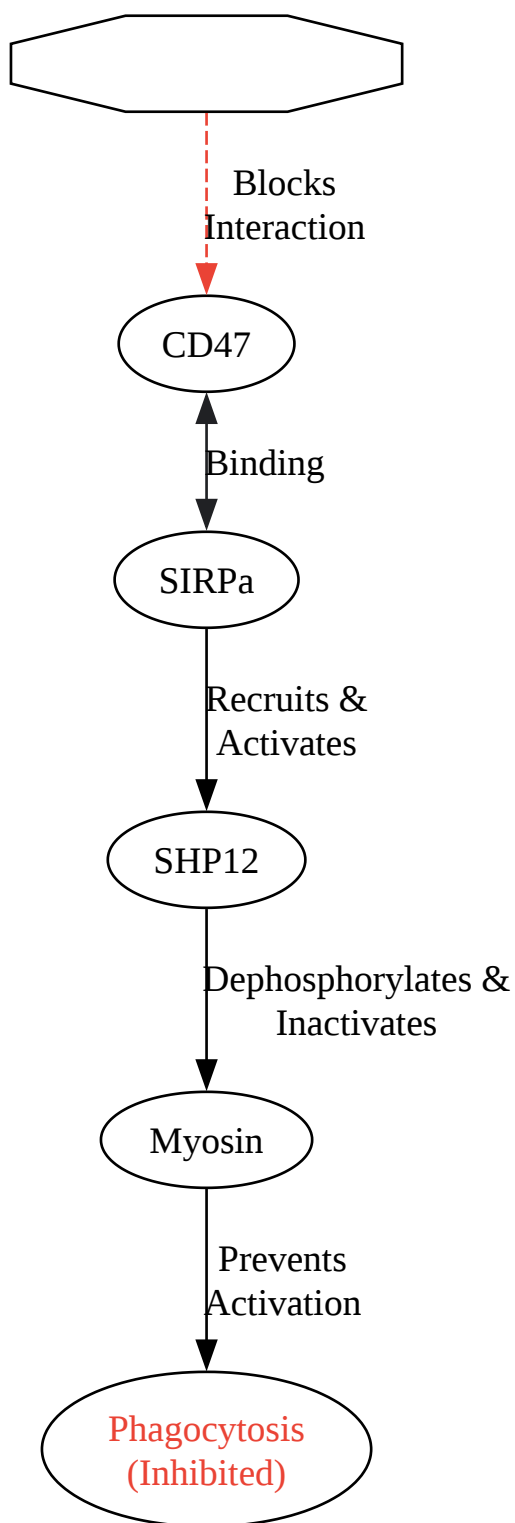 Blocks
Interaction
CD47
Binding
SIRPa
Recruits &
Activates
SHP12
Dephosphorylates &
Inactivates
Myosin
Prevents
Activation
Phagocytosis
(Inhibited)